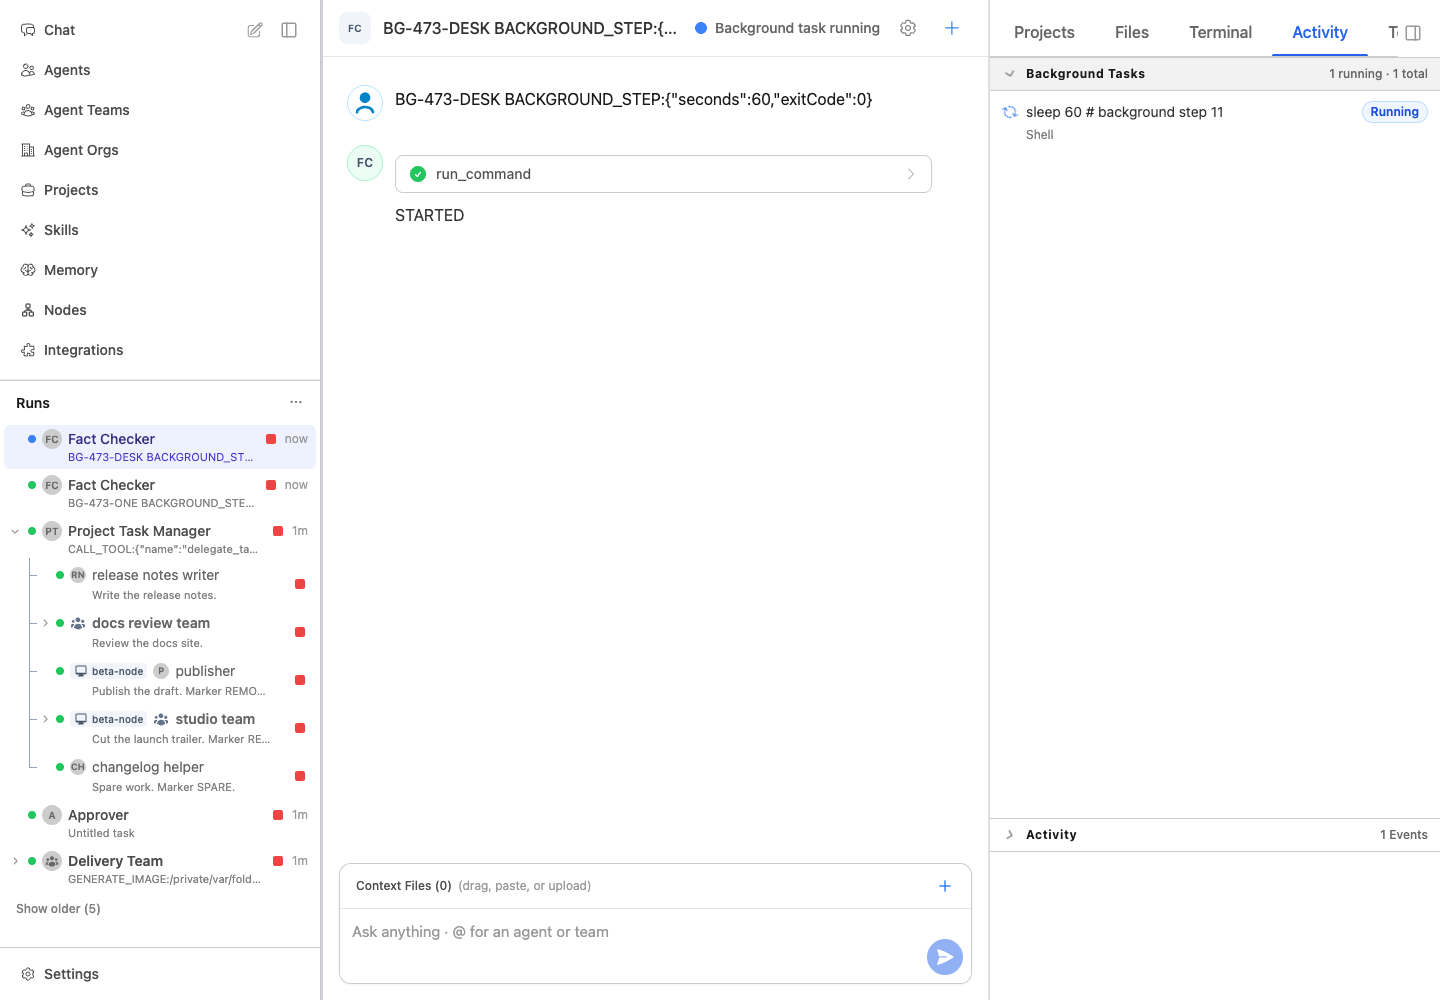 Chat
Agents
Agent Teams
Agent Orgs
Projects
Skills
Memory
Nodes
Integrations
Runs
FC Fact Checker now
BG-473-DESK BACKGROUND_ST...
FC Fact Checker now
BG-473-ONE BACKGROUND_STE...
PT Project Task Manager 1m
CALL_TOOL:{"name":"delegate_ta...
RN release notes writer
Write the release notes.
docs review team
Review the docs site.
beta-node P publisher
Publish the draft. Marker REMO...
beta-node studio team
Cut the launch trailer. Marker RE...
CH changelog helper
Spare work. Marker SPARE.
A Approver 1m
Untitled task
Delivery Team 1m
GENERATE_IMAGE:/private/var/fold...
Show older (5)
Settings
FC BG-473-DESK BACKGROUND_STEP:{... Background task running
BG-473-DESK BACKGROUND_STEP:{"seconds":60,"exitCode":0}
FC
run_command
STARTED
Context Files (0) (drag, paste, or upload)
Ask anything · @ for an agent or team
Projects Files Terminal Activity
Background Tasks 1 running · 1 total
sleep 60 # background step 11 Running
Shell
Activity 1 Events